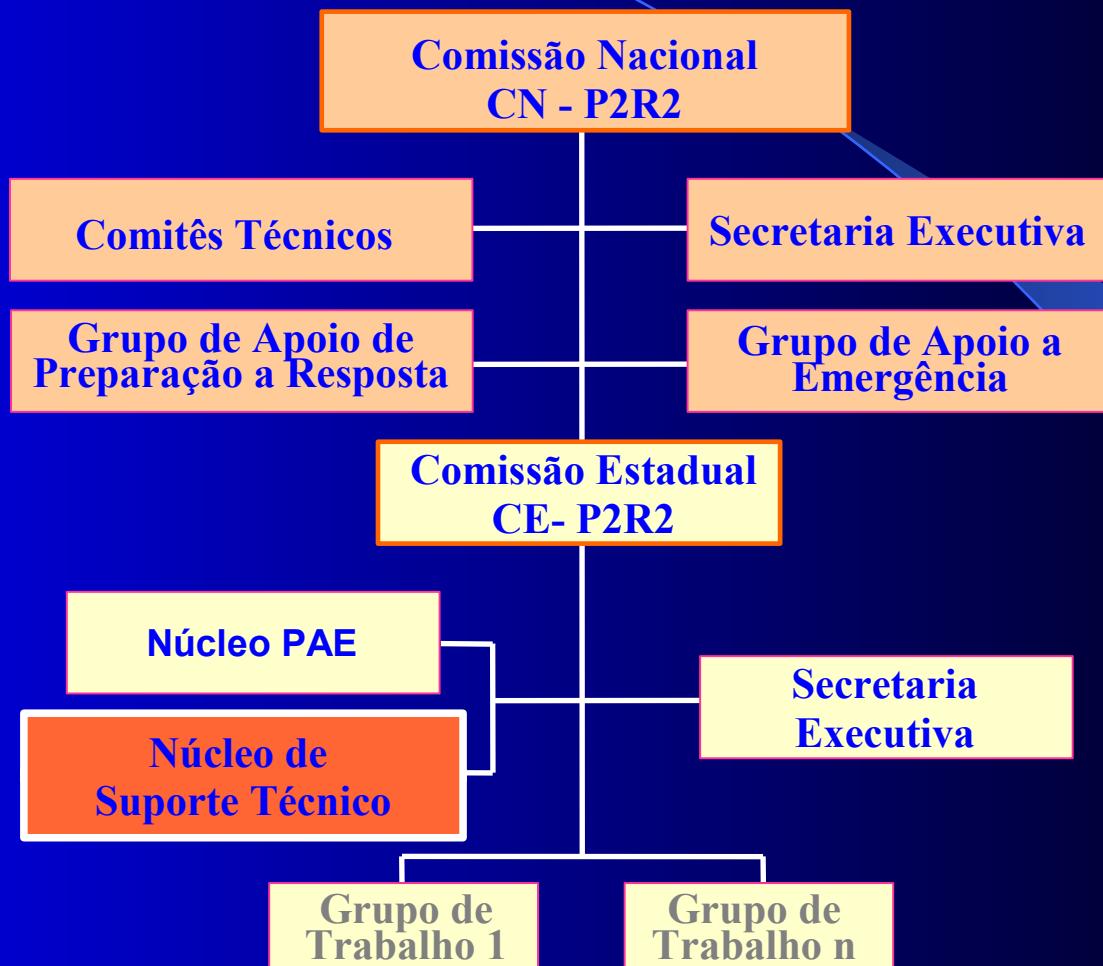 Comissão Nacional
CN - P2R2
Comitês Técnicos
Secretaria Executiva
Grupo de Apoio de
Preparação a Resposta
Grupo de Apoio a
Emergência
Comissão Estadual
CE- P2R2
Núcleo PAE
Secretaria
Executiva
Núcleo de
Suporte Técnico
Grupo de
Trabalho 1
Grupo de
Trabalho n